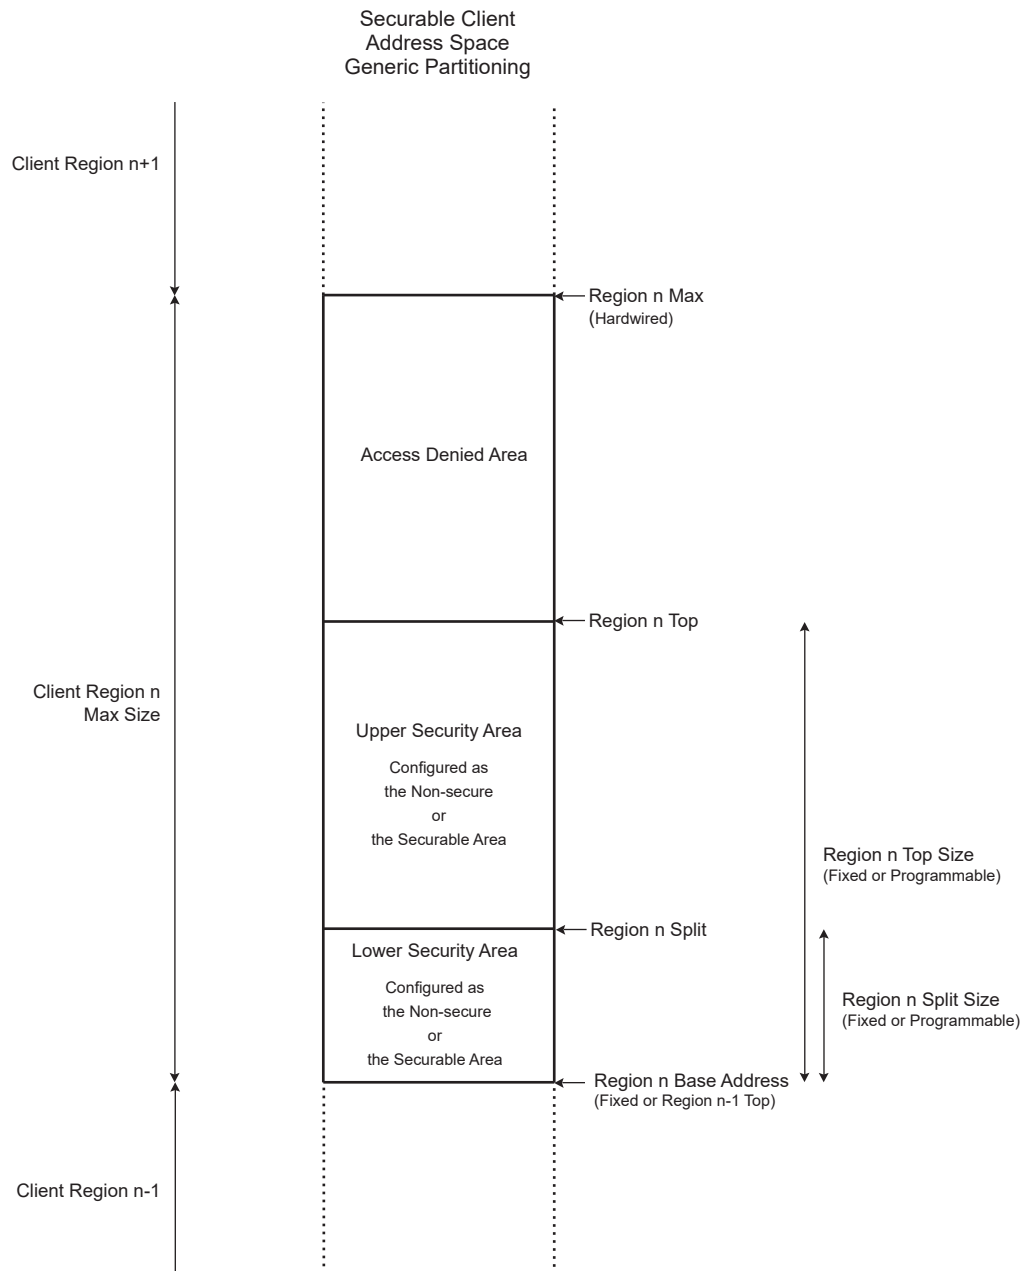 Securable Client
Address Space
Generic Partitioning
Client Region n+1
Region n Max
(Hardwired)
Access Denied Area
Region n Top
Client Region n
Max Size
Upper Security Area
Configured as
the Non-secure
or
the Securable Area
Region n Top Size
(Fixed or Programmable)
Region n Split
Lower Security Area
Configured as
the Non-secure
or
the Securable Area
Region n Split Size
(Fixed or Programmable)
Region n Base Address
(Fixed or Region n-1 Top)
Client Region n-1